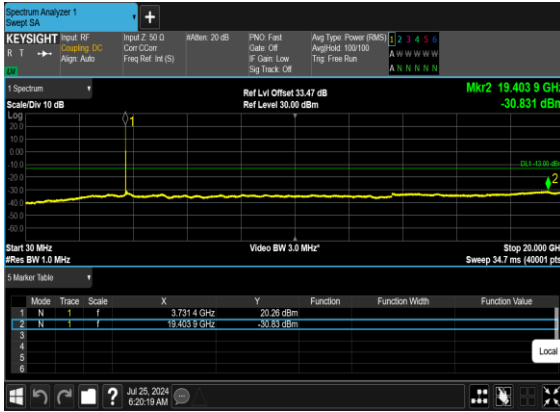 Spectrum Analyzer 1
Swept SA
+
KEYSIGHT Input: RF Input Z: 50 Ω #Atten: 20 dB PNO: Fast Avg Type: Power (RMS) 1 2 3 4 5 6
R T Coupling: DC Corr CCorr Gate: Off Avg|Hold: 100/100 A W W W W W
Align: Auto Freq Ref: Int (S) IF Gain: Low Trig: Free Run
Sig Track: Off A N N N N N
1 Spectrum Ref Lvl Offset 33.47 dB Mkr2 19.403 9 GHz
Scale/Div 10 dB Ref Level 30.00 dBm -30.831 dBm
Log
1
20.0
10.0
0.00
-10.0
DL1 -13.00 dBm
-20.0
2
-30.0
-40.0
-50.0
-60.0
Start 30 MHz Video BW 3.0 MHz* Stop 20.000 GH
#Res BW 1.0 MHz Sweep 34.7 ms (40001 pts
5 Marker Table
Mode Trace Scale X Y Function Function Width Function Value
1 N 1 f 3.731 4 GHz 20.26 dBm
2 N 1 f 19.403 9 GHz -30.83 dBm
3
4
5
6
Local
? Jul 25, 2024
6:20:19 AM